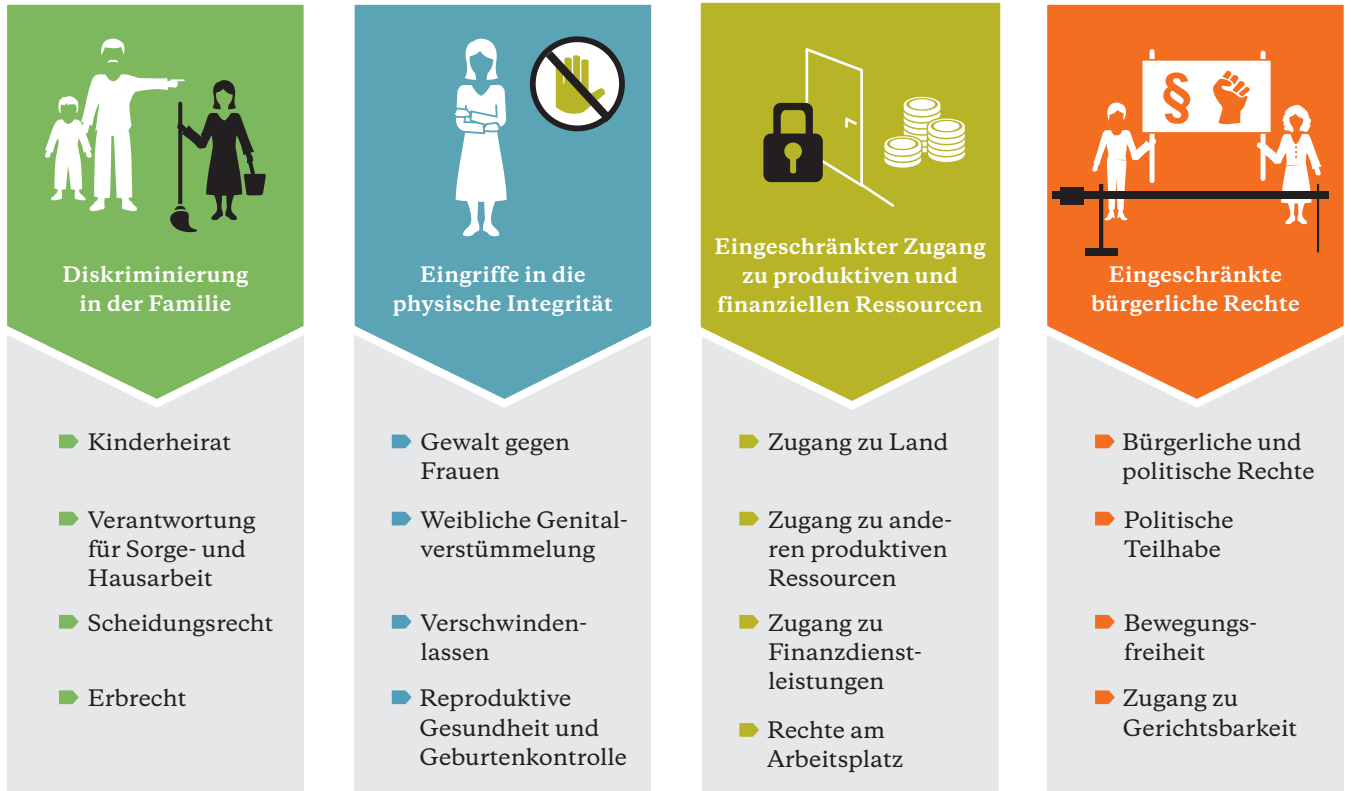 Diskriminierung
in der Familie
Kinderheirat
Verantwortung
für Sorge- und
Hausarbeit
Scheidungsrecht
Erbrecht
Eingriffe in die
physische Integrität
Gewalt gegen
Frauen
Weibliche Genital-
verstümmelung
Verschwinden-
lassen
Reproduktive
Gesundheit und
Geburtenkontrolle
Eingeschränkter Zugang
zu produktiven und
finanziellen Ressourcen
Zugang zu Land
Zugang zu ande-
ren produktiven
Ressourcen
Zugang zu
Finanzdienst-
leistungen
Rechte am
Arbeitsplatz
§
Eingeschränkte
bürgerliche Rechte
Bürgerliche und
politische Rechte
Politische
Teilhabe
Bewegungs-
freiheit
Zugang zu
Gerichtsbarkeit